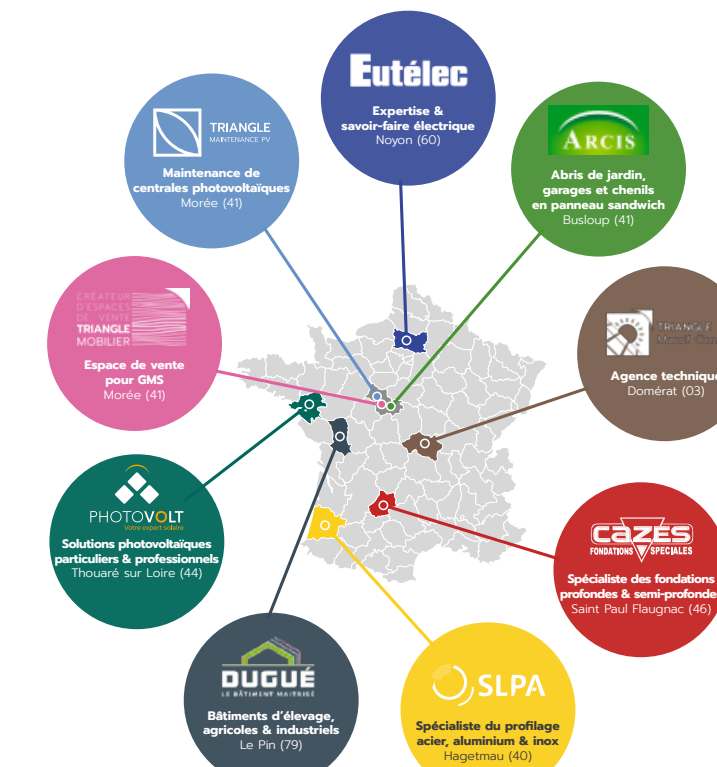 Eutélec
Expertise &
savoir-faire électrique
Noyon (60)
TRIANGLE
MAINTENANCE PV
Maintenance de
centrales photovoltaïques
Morée (41)
ARCIS
Abris de jardin,
garages et chenils
en panneau sandwich
Busloup (41)
CRÉATEUR
D'ESPACES
DE VENTE
TRIANGLE
MOBILIER
Espace de vente
pour GMS
Morée (41)
TRIANGLE
Agence technique
Domérat (03)
PHOTOVOLT
Votre expert solaire
Solutions photovoltaïques
particuliers & professionnels
Thouaré sur Loire (44)
CAZES
FONDATIONS SPECIALES
Spécialiste des fondations
profondes & semi-profondes
Saint Paul Flaugnac (46)
DUGUÉ
LE BÂTIMENT MAITRISÉ
Bâtiments d'élevage,
agricoles & industriels
Le Pin (79)
SLPA
Spécialiste du profilage
acier, aluminium & inox
Hagetmau (40)